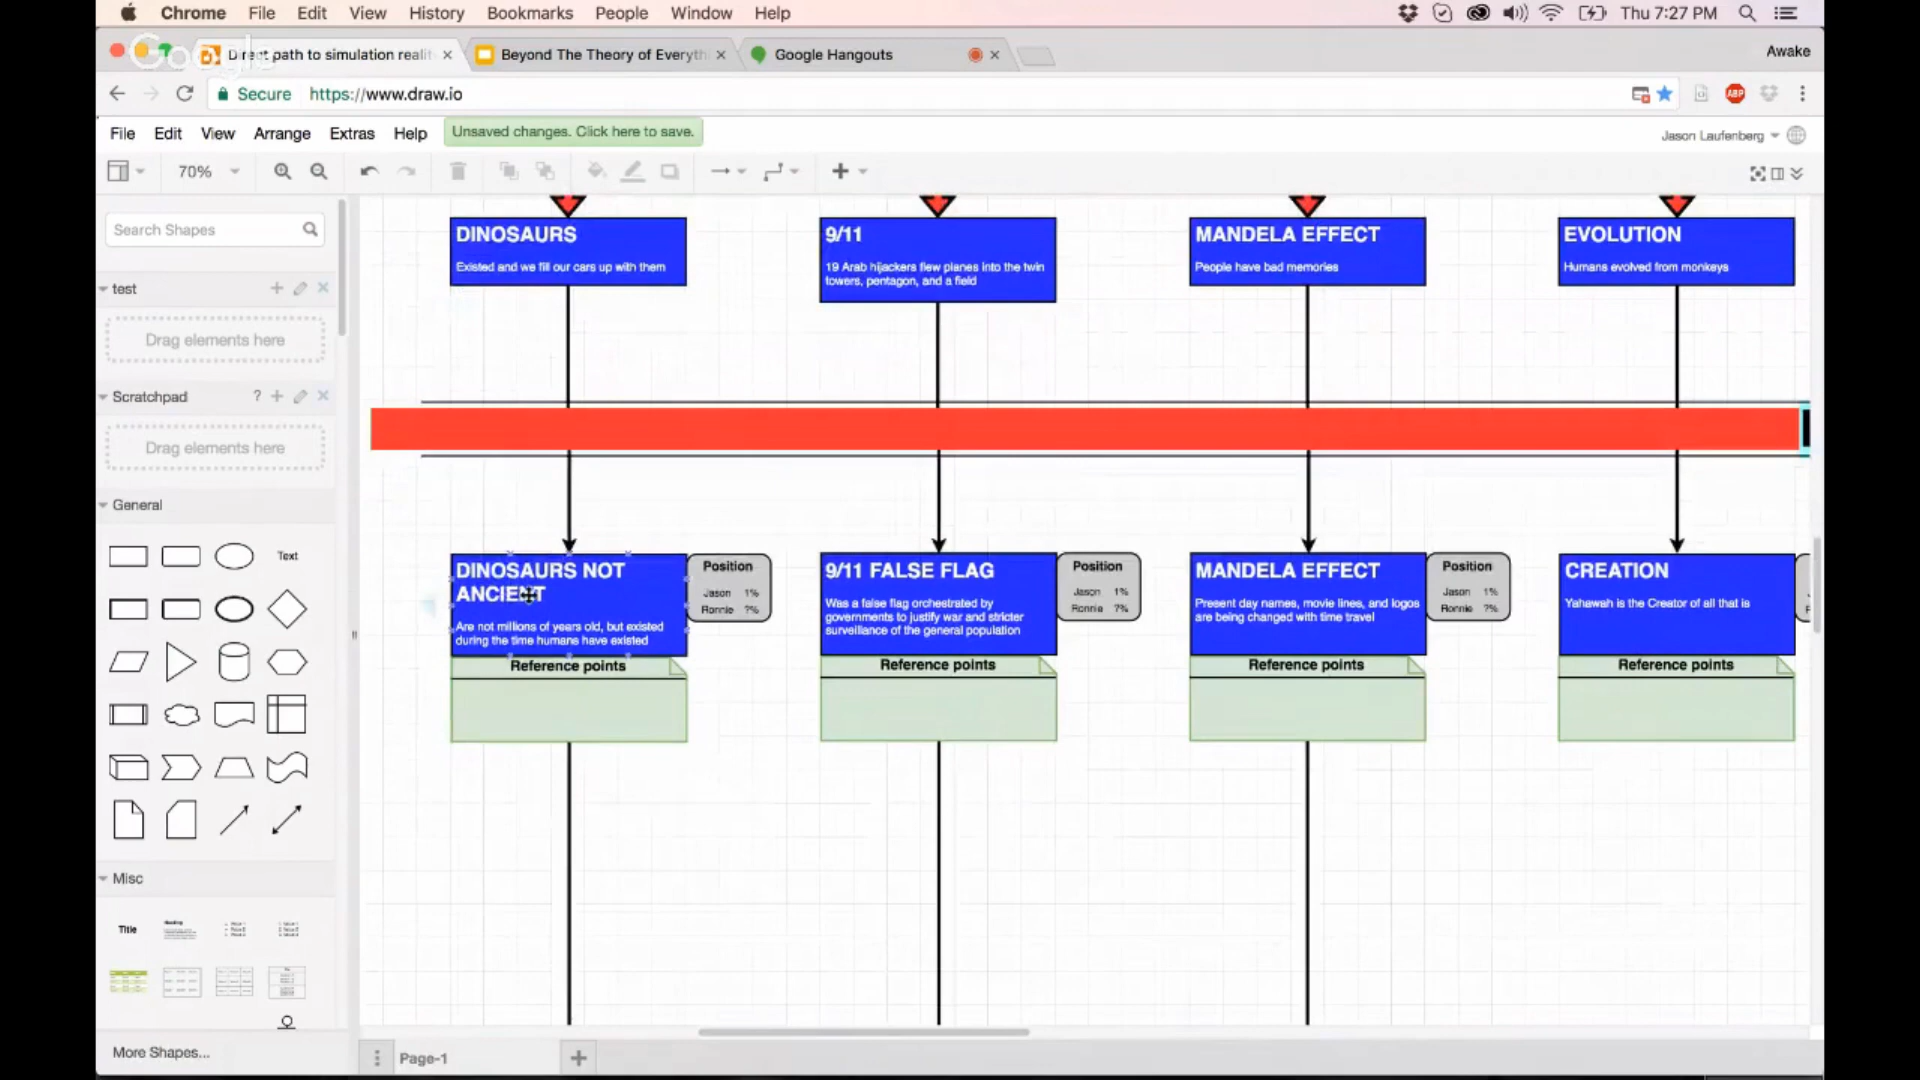 Chrome File Edit View History Bookmarks People Window Help Thu 7:27 PM
Google
Direct path to simulation realit
Beyond The Theory of Everyth
Google Hangouts
Awake
Secure https://www.draw.io
ABP
File Edit View Arrange Extras Help
Unsaved changes. Click here to save.
Jason Laufenberg
70%
Search Shapes
test
Drag elements here
Scratchpad ?
Drag elements here
General
Text
Misc
Title
Heading
More Shapes...
DINOSAURS
Existed and we fill our cars up with them
9/11
19 Arab hijackers flew planes into the twin
towers, pentagon, and a field
MANDELA EFFECT
People have bad memories
EVOLUTION
Humans evolved from monkeys
DINOSAURS NOT
ANCIENT
Are not millions of years old, but existed
during the time humans have existed
Position
Jason 1%
Ronnie ?%
Reference points
9/11 FALSE FLAG
Was a false flag orchestrated by
governments to justify war and stricter
surveillance of the general population
Position
Jason 1%
Ronnie ?%
Reference points
MANDELA EFFECT
Present day names, movie lines, and logos
are being changed with time travel
Position
Jason 1%
Ronnie ?%
Reference points
CREATION
Yahawah is the Creator of all that is
Reference points
Page-1